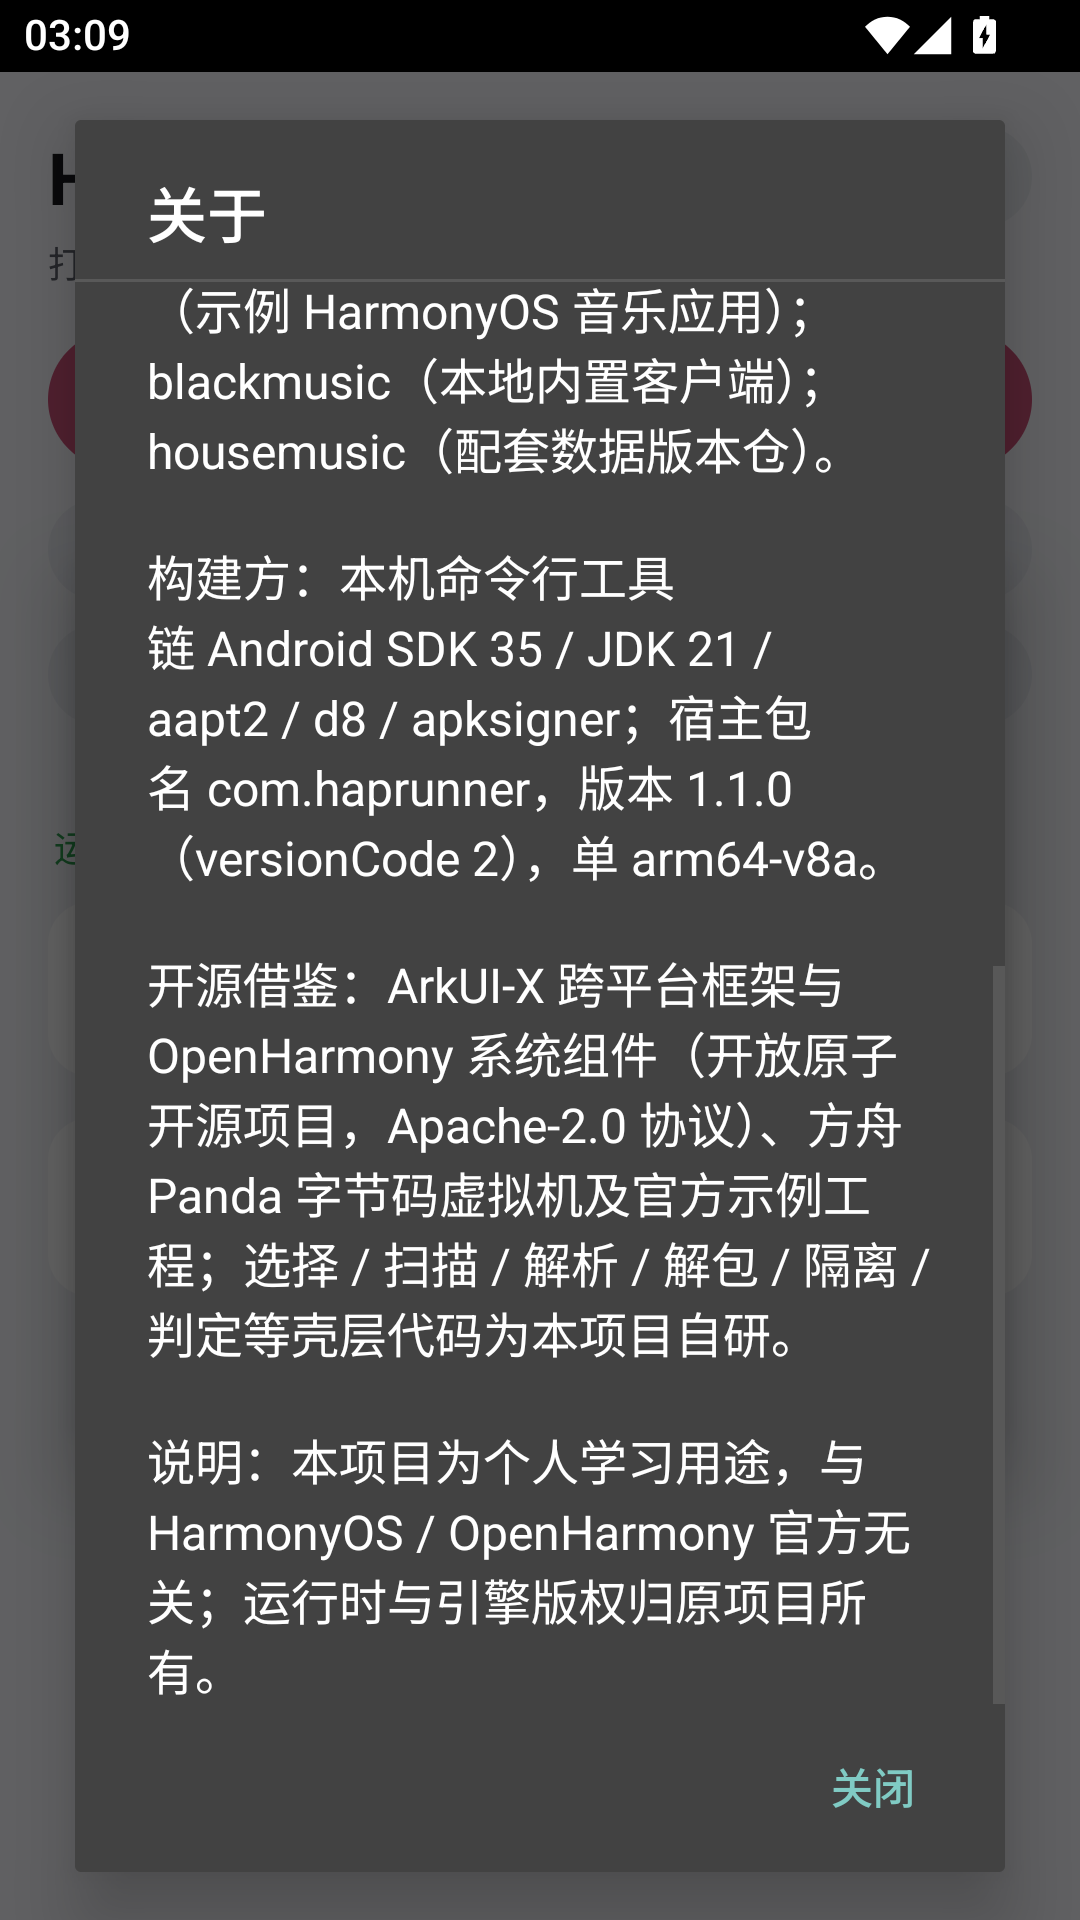 03:09
H
打
关于
（示例 HarmonyOS 音乐应用）；
blackmusic（本地内置客户端）；
housemusic（配套数据版本仓）。
构建方：本机命令行工具
链 Android SDK 35 / JDK 21 /
aapt2 / d8 / apksigner；宿主包
名 com.haprunner，版本 1.1.0
（versionCode 2），单 arm64-v8a。
开源借鉴：ArkUI-X 跨平台框架与
OpenHarmony 系统组件（开放原子
开源项目，Apache-2.0 协议）、方舟
Panda 字节码虚拟机及官方示例工
程；选择 / 扫描 / 解析 / 解包 / 隔离 /
判定等壳层代码为本项目自研。
说明：本项目为个人学习用途，与
HarmonyOS / OpenHarmony 官方无
关；运行时与引擎版权归原项目所
有。
关闭